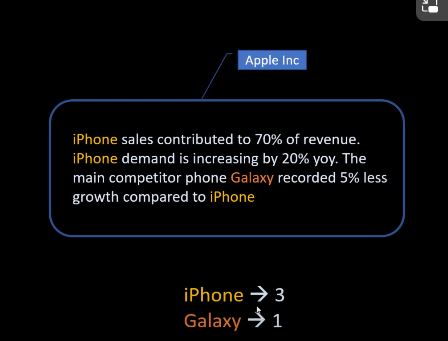 Apple Inc
iPhone sales contributed to 70% of revenue.
iPhone demand is increasing by 20% yoy. The
main competitor phone Galaxy recorded 5% less
growth compared to iPhone
iPhone → 3
Galaxy → 1